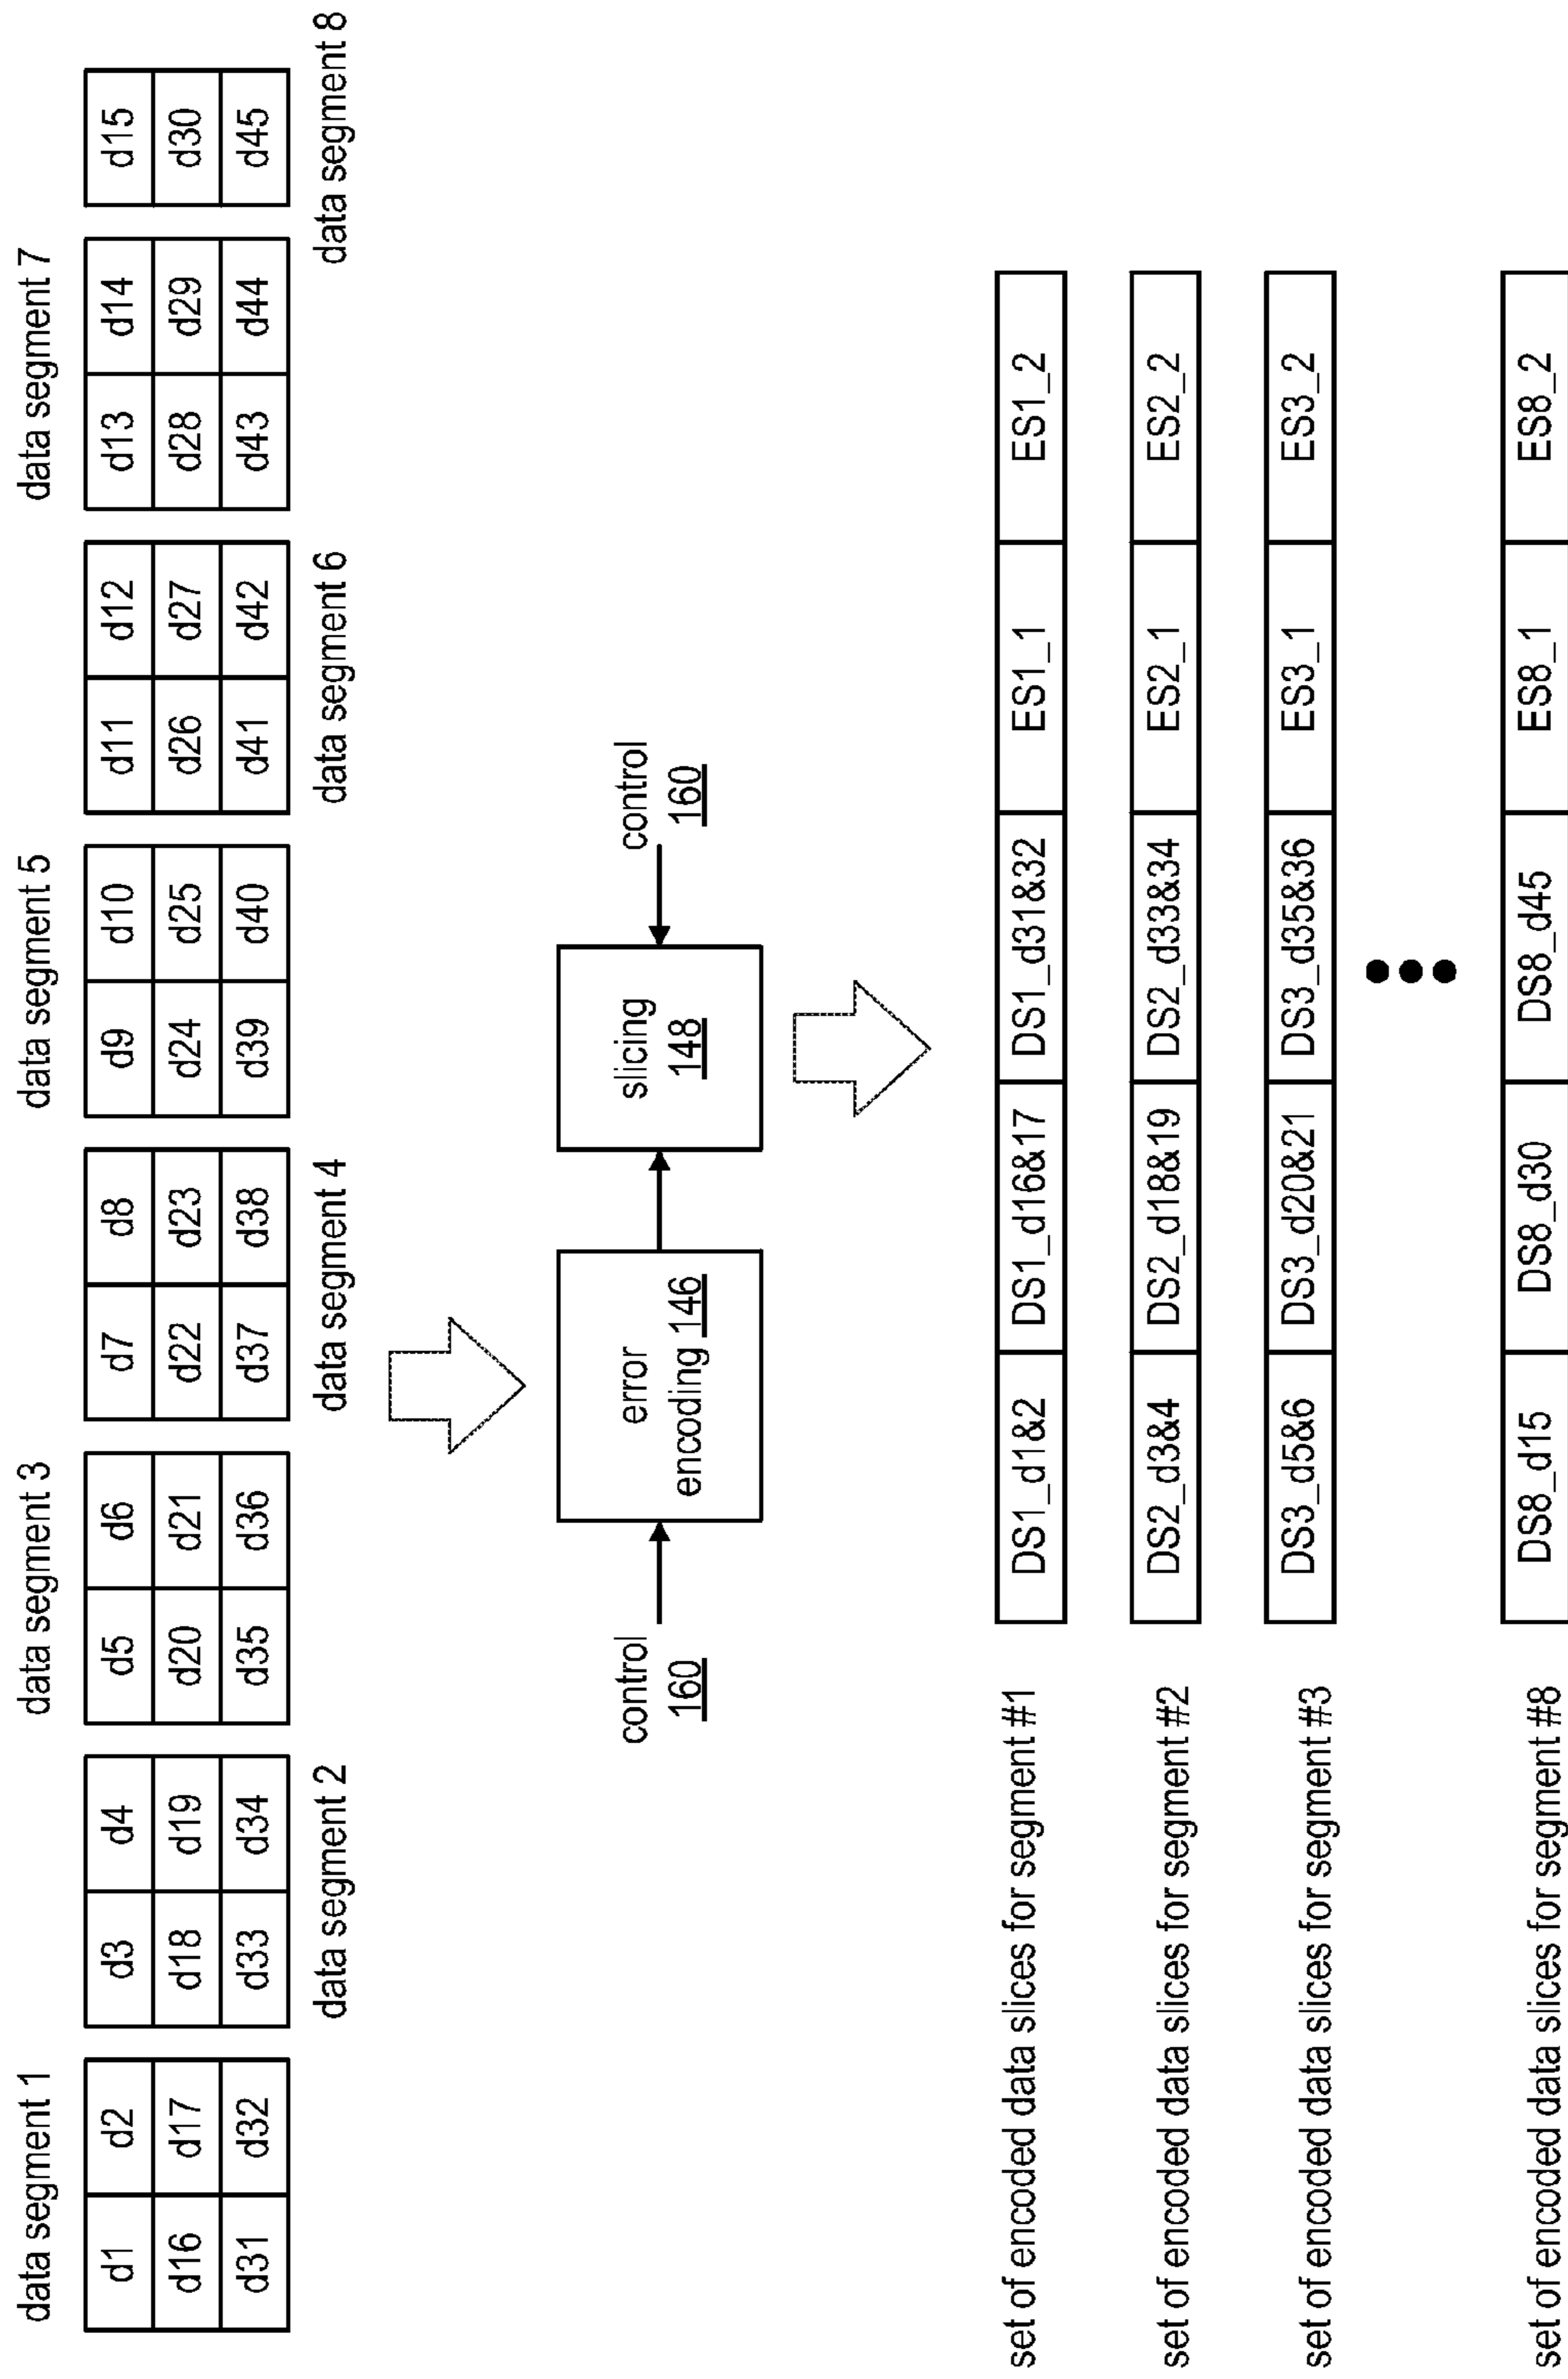 data segment 1
data segment 3
data segment 5
data segment 7
d1 d2 d3 d4 d5 d6 d7 d8 d9 d10 d11 d12 d13 d14 d15
d16 d17 d18 d19 d20 d21 d22 d23 d24 d25 d26 d27 d28 d29 d30
d31 d32 d33 d34 d35 d36 d37 d38 d39 d40 d41 d42 d43 d44 d45
data segment 2
data segment 4
data segment 6
data segment 8
control
160
error
encoding 146
slicing
148
control
160
set of encoded data slices for segment #1 DS1_d1&2 DS1_d16&17 DS1_d31&32 ES1_1 ES1_2
set of encoded data slices for segment #2 DS2_d3&4 DS2_d18&19 DS2_d33&34 ES2_1 ES2_2
set of encoded data slices for segment #3 DS3_d5&6 DS3_d20&21 DS3_d35&36 ES3_1 ES3_2
set of encoded data slices for segment #8 DS8_d15 DS8_d30 DS8_d45 ES8_1 ES8_2